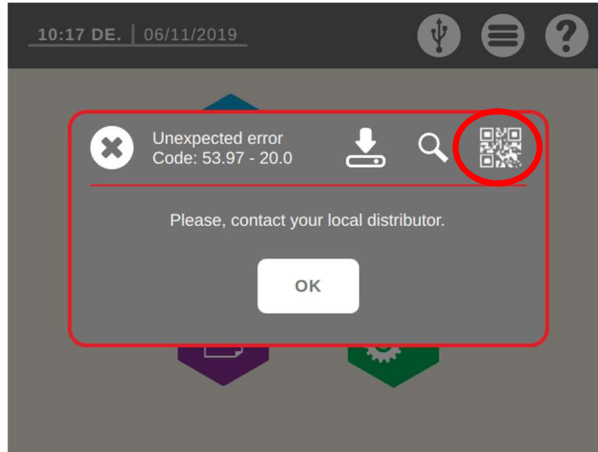 10:17 DE. | 06/11/2019
?
Unexpected error
Code: 53.97 - 20.0
Please, contact your local distributor.
OK